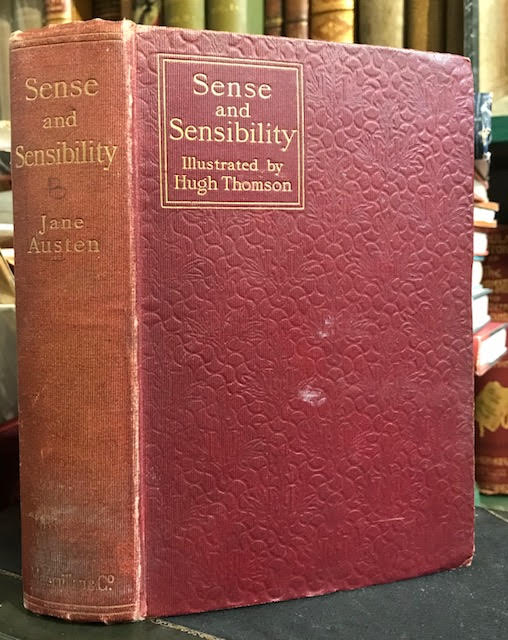 Sense
and
Sensibility
Jane
Austen
Sense
and
Sensibility
Illustrated by
Hugh Thomson